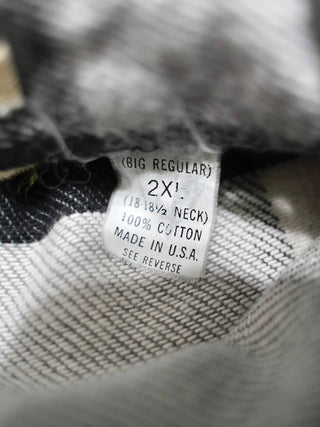 (BIG REGULAR)
2XL
(18-18½ NECK)
100% COTTON
MADE IN U.S.A.
SEE REVERSE